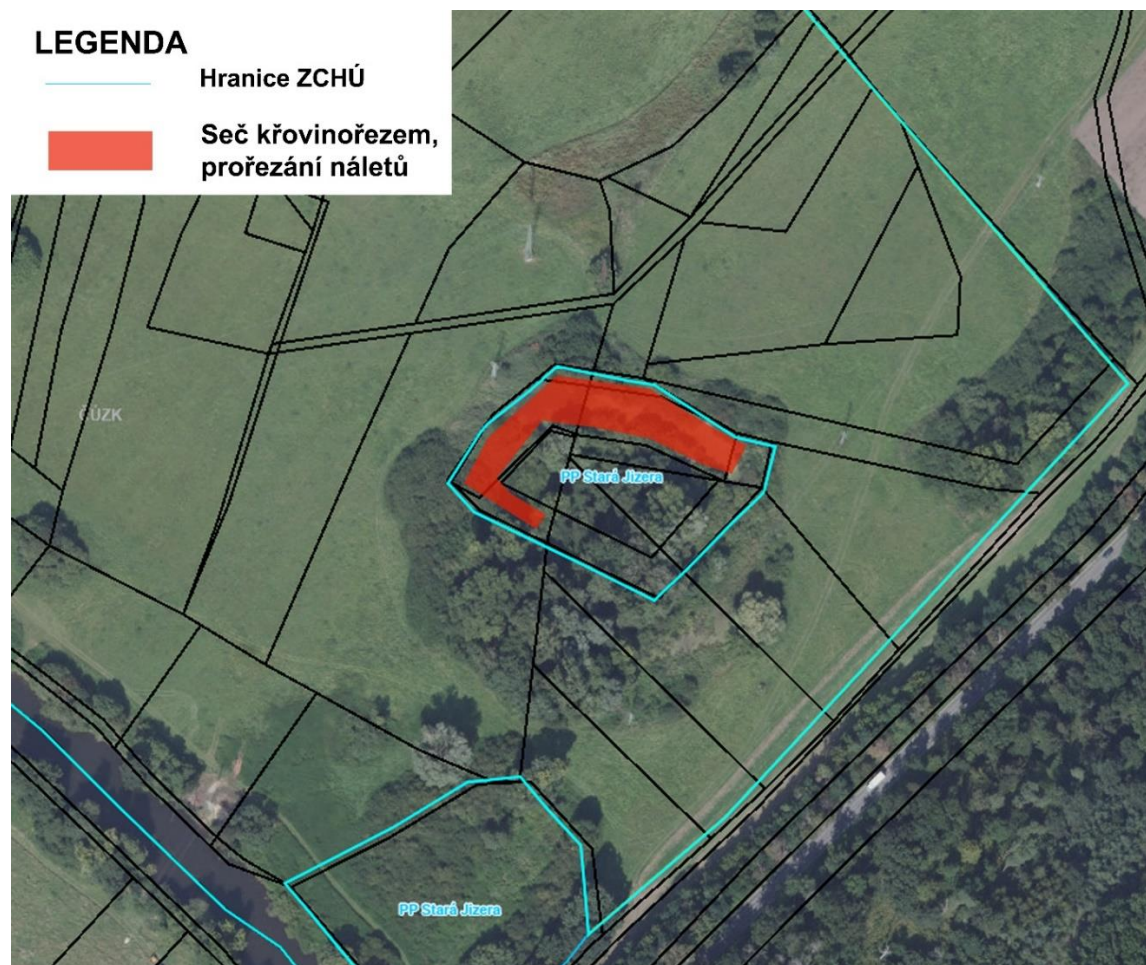 LEGENDA
Hranice ZCHÚ
Seč křovinořezem,
prořezání náletů
ČÚZK
PP Stará Jizera
PP Stará Jizera